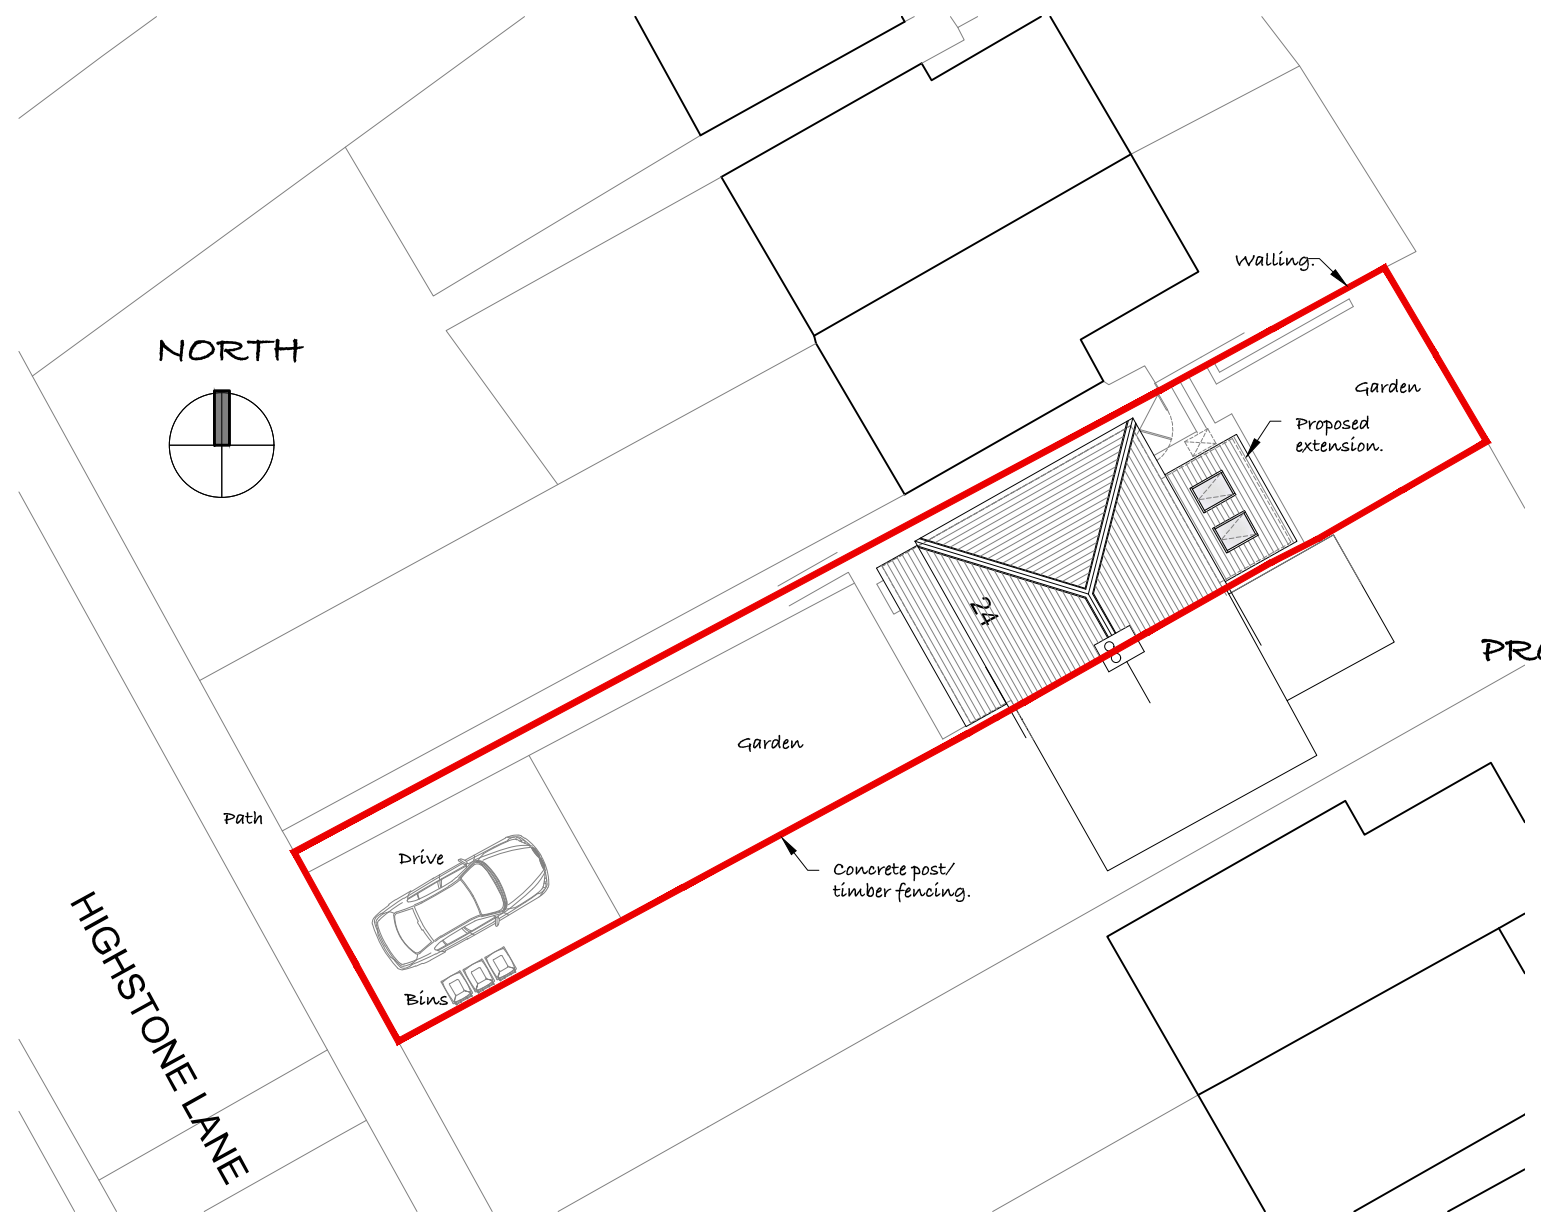 Walling.
NORTH
Garden
Proposed
extension.
24
Garden
Path
Drive
Concrete post/
timber fencing.
HIGHSTONE LANE
Bins